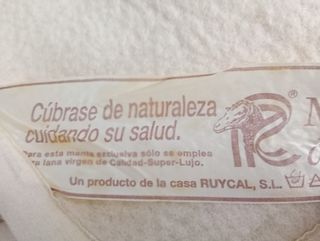 Cúbrase de naturaleza
cuidando su salud.
Para esta manta exclusiva sólo se emplea
pura lana virgen de Calidad-Super-Lujo.
Un producto de la casa RUYCAL, S.L.